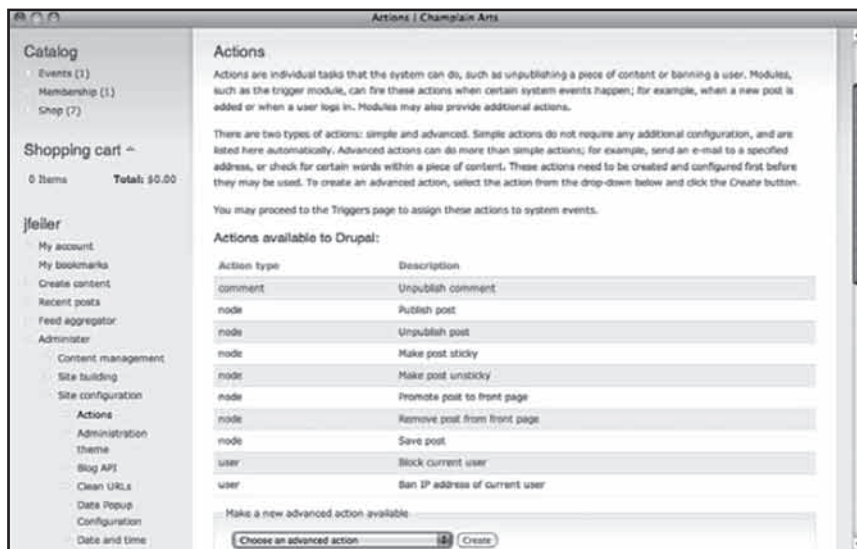 Actions | Champlain Arts
Catalog
Events (1)
Membership (1)
Shop (7)
Shopping cart
0 Items Total: $0.00
jfeiler
My account
My bookmarks
Create content
Recent posts
Feed aggregator
Administer
Content management
Site building
Site configuration
Actions
Administration
theme
Blog API
Clean URLs
Date Popup
Configuration
Date and time
Actions
Actions are individual tasks that the system can do, such as unpublishing a piece of content or banning a user. Modules,
such as the trigger module, can fire these actions when certain system events happen; for example, when a new post is
added or when a user logs in. Modules may also provide additional actions.
There are two types of actions: simple and advanced. Simple actions do not require any additional configuration, and are
listed here automatically. Advanced actions can do more than simple actions; for example, send an e-mail to a specified
address, or check for certain words within a piece of content. These actions need to be created and configured first before
they may be used. To create an advanced action, select the action from the drop-down below and click the Create button.
You may proceed to the Triggers page to assign these actions to system events.
Actions available to Drupal:
Action type Description
comment Unpublish comment
node Publish post
node Unpublish post
node Make post sticky
node Make post unsticky
node Promote post to front page
node Remove post from front page
node Save post
user Block current user
user Ban IP address of current user
Make a new advanced action available
Choose an advanced action Create